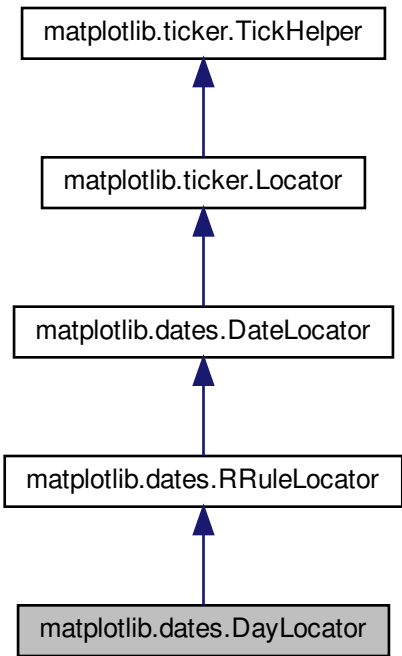 matplotlib.ticker.TickHelper
matplotlib.ticker.Locator
matplotlib.dates.DateLocator
matplotlib.dates.RRuleLocator
matplotlib.dates.DayLocator